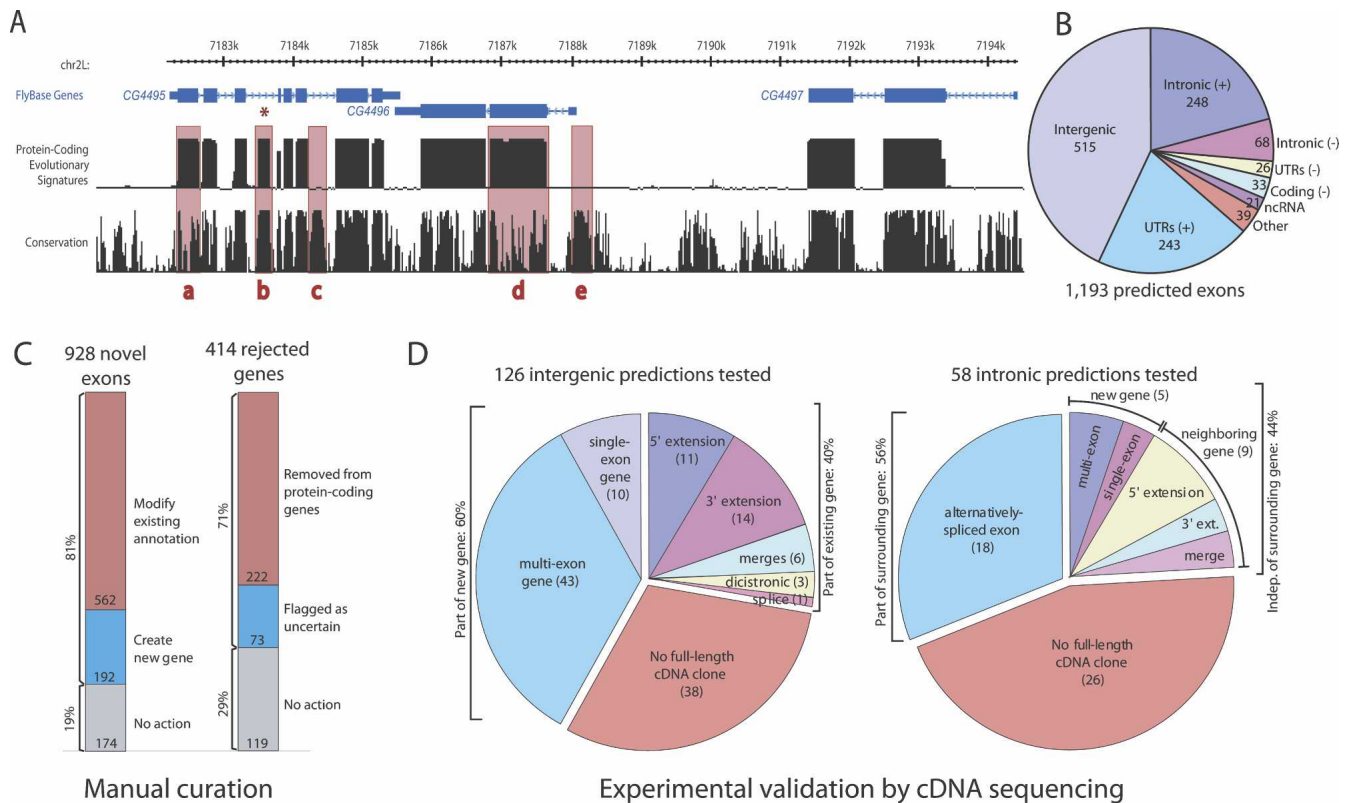 A
7183k 7184k 7185k 7186k 7187k 7188k 7189k 7190k 7191k 7192k 7193k 7194k
chr2L:
FlyBase Genes
CG4495
*
CG4496
CG4497
Protein-Coding
Evolutionary
Signatures
Conservation
a b c d e
B
Intergenic
515
Intronic (+)
248
68 Intronic (-)
26 UTRs (-)
33 Coding (-)
21 ncRNA
39 Other
UTRs (+)
243
1,193 predicted exons
C
928 novel
exons
81%
562
Modify
existing
annotation
192
Create
new gene
19%
174
No action
414 rejected
genes
71%
222
Removed from
protein-coding
genes
73
Flagged as
uncertain
29%
119
No action
Manual curation
D
126 intergenic predictions tested
Part of new gene: 60%
single-
exon
gene
(10)
multi-exon
gene (43)
5' extension
(11)
3' extension
(14)
merges (6)
dicistronic (3)
splice (1)
No full-length
cDNA clone
(38)
Part of existing gene: 40%
58 intronic predictions tested
Part of surrounding gene: 56%
alternatively-
spliced exon
(18)
new gene (5)
multi-exon
single-exon
neighboring
gene (9)
5' extension
3' ext.
merge
No full-length
cDNA clone
(26)
Indep. of surrounding gene: 44%
Experimental validation by cDNA sequencing